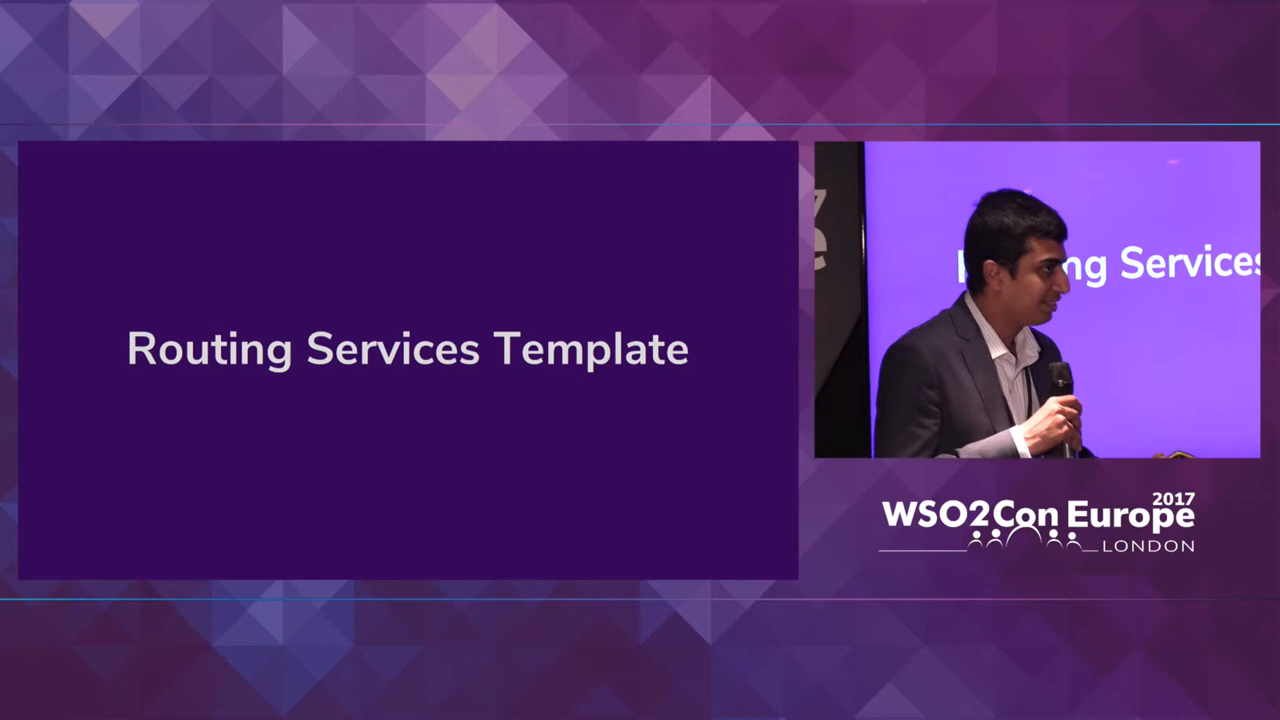 Routing Services Template
ng Services
2017
WSO2Con Europe
LONDON